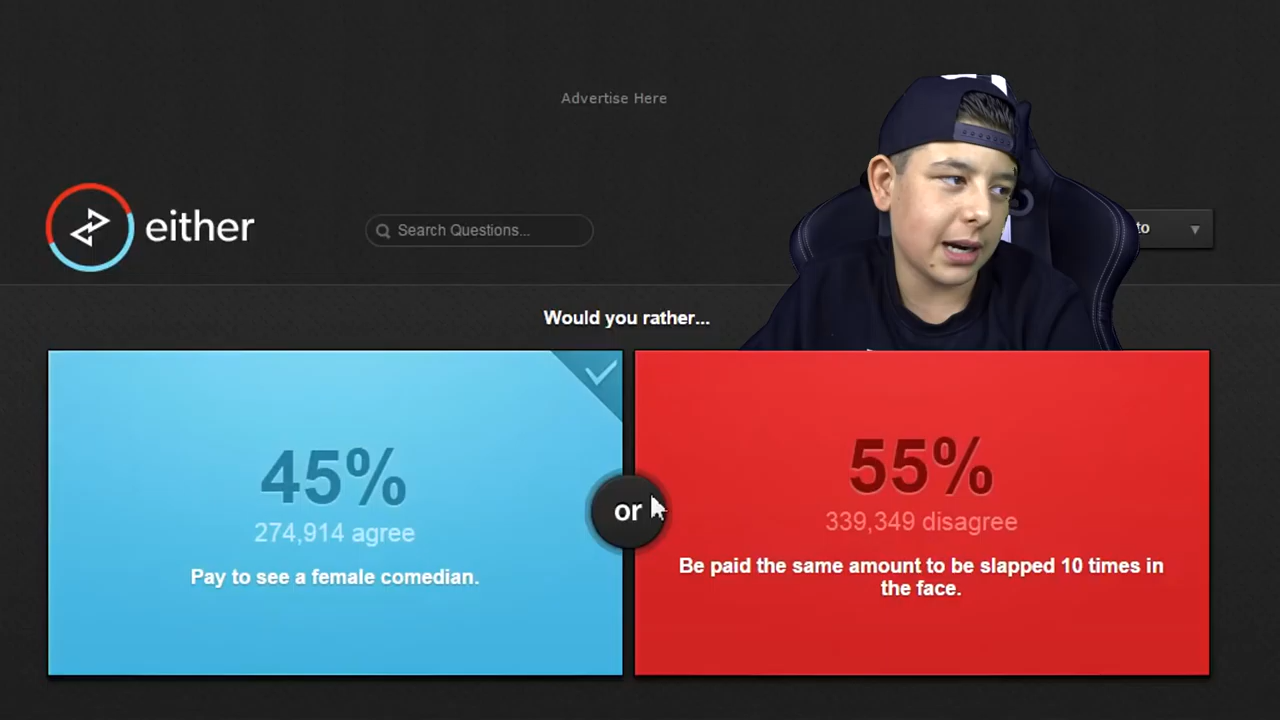 Advertise Here
either
Search Questions...
to
Would you rather...
45%
274,914 agree
Pay to see a female comedian.
or
55%
339,349 disagree
Be paid the same amount to be slapped 10 times in
the face.